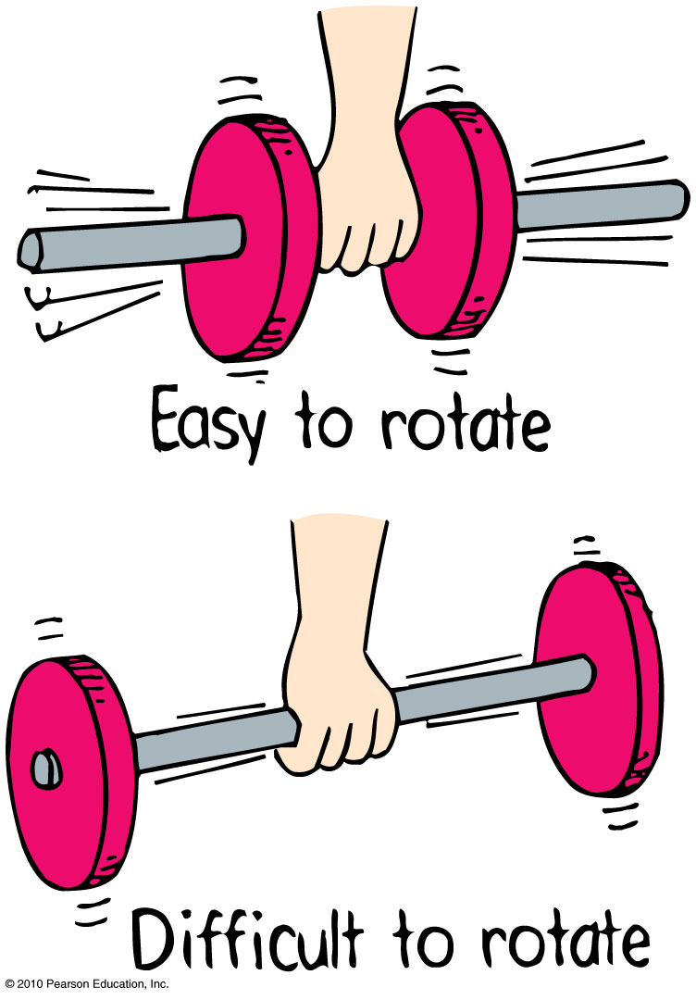 Easy to rotate
Difficult to rotate
© 2010 Pearson Education, Inc.